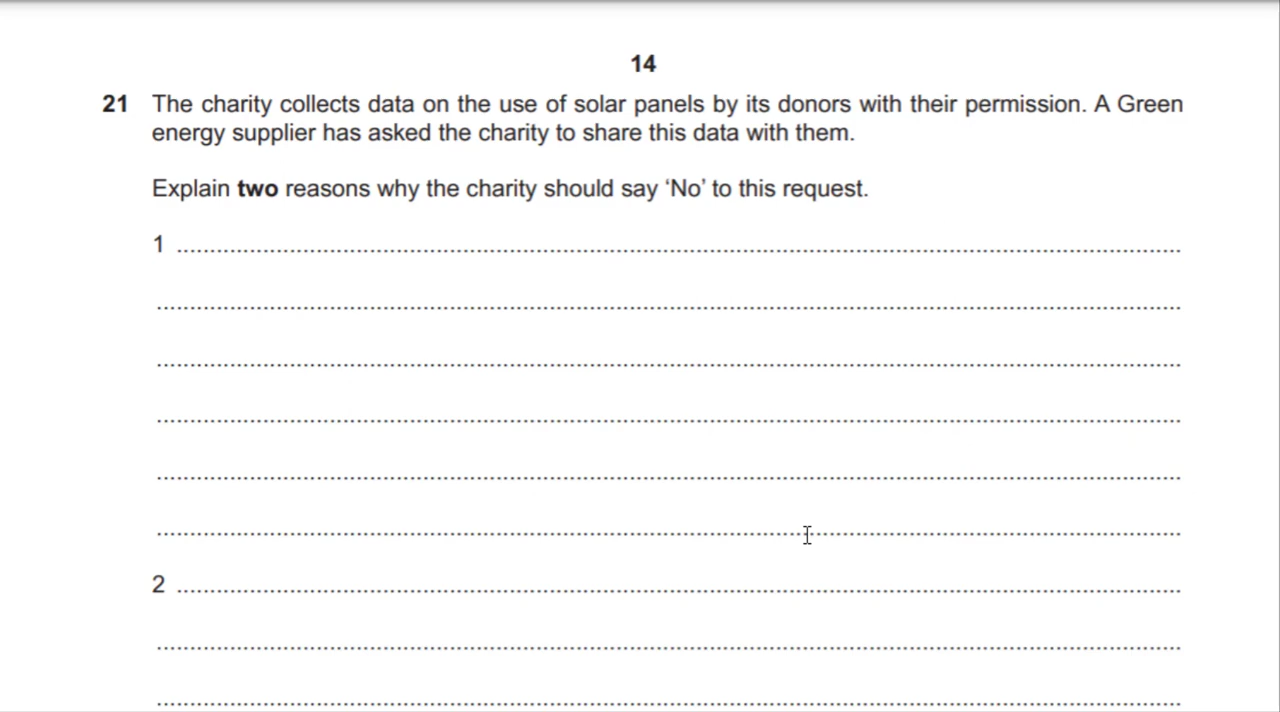 14
21 The charity collects data on the use of solar panels by its donors with their permission. A Green
energy supplier has asked the charity to share this data with them.
Explain two reasons why the charity should say ‘No’ to this request.
1
2